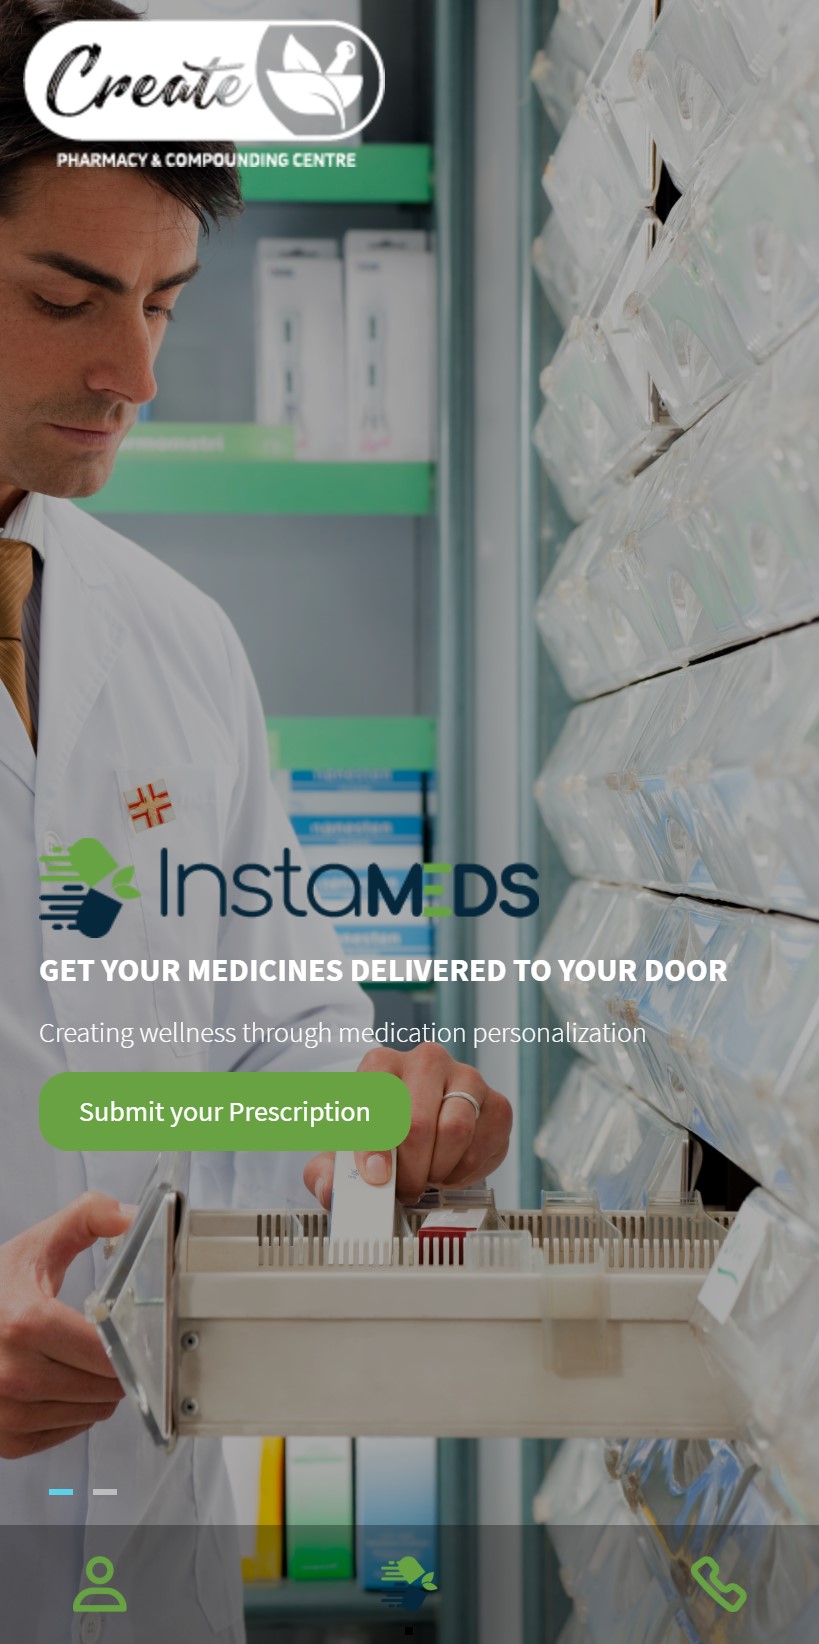 Create
PHARMACY & COMPOUNDING CENTRE
InstaMEDS
GET YOUR MEDICINES DELIVERED TO YOUR DOOR
Creating wellness through medication personalization
Submit your Prescription